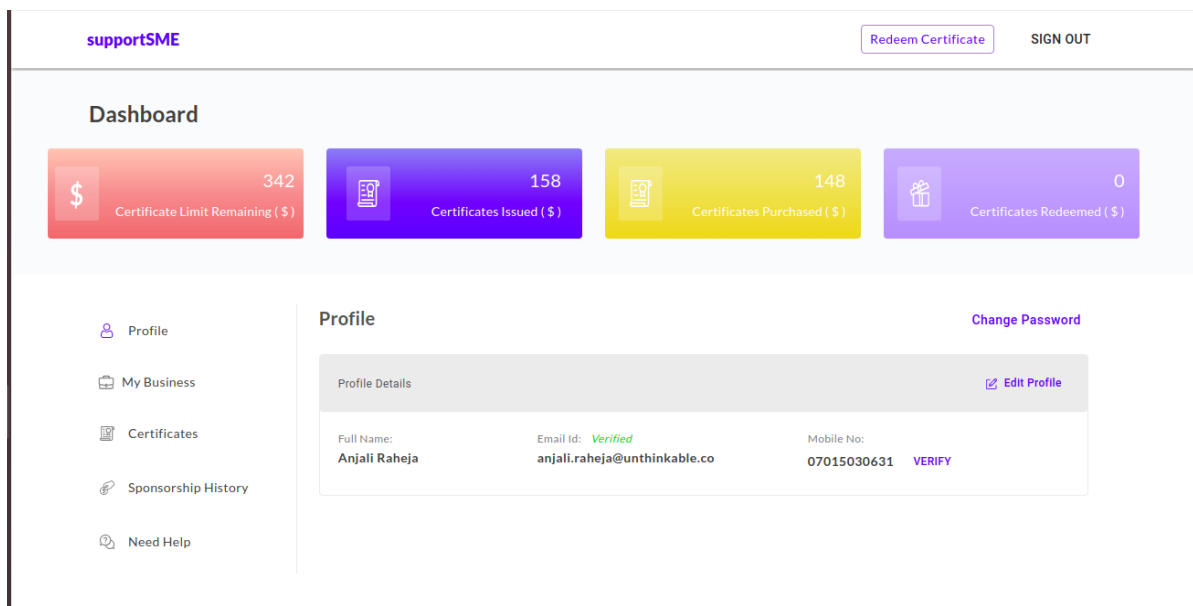 supportSME
Redeem Certificate
SIGN OUT
Dashboard
$
342
Certificate Limit Remaining ( $ )
158
Certificates Issued ( $ )
148
Certificates Purchased ( $ )
0
Certificates Redeemed ( $ )
Profile
My Business
Certificates
Sponsorship History
Need Help
Profile
Change Password
Profile Details
Edit Profile
Full Name:
Anjali Raheja
Email Id: Verified
anjali.raheja@unthinkable.co
Mobile No:
07015030631 VERIFY